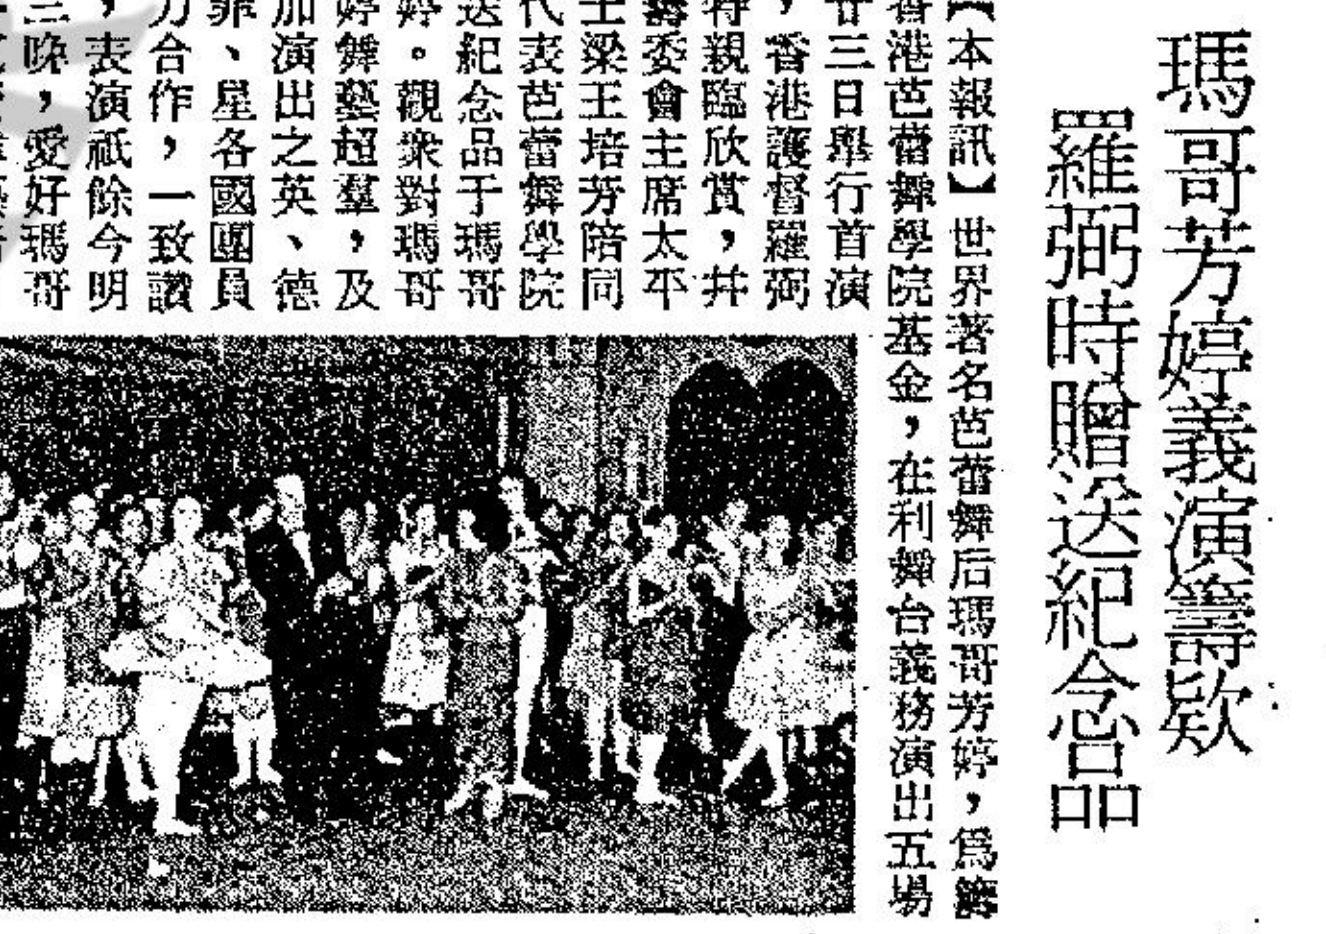 瑪哥芳婷義演籌欵
羅弼時贈送紀念品
【本報訊】世界著名芭蕾舞后瑪哥芳婷，爲籌
香港芭蕾舞學院基金，在利舞台義務演出五場
廿三日舉行首演
，香港護督羅弼
特親臨欣賞，幷
籌委會主席太平
士梁王培芳陪同
代表芭蕾舞學院
送紀念品于瑪哥
婷。觀衆對瑪哥
婷舞藝超羣，及
加演出之英、德
菲、星各國團員
力合作，一致讚
，表演祇餘今明
三晚，愛好瑪哥